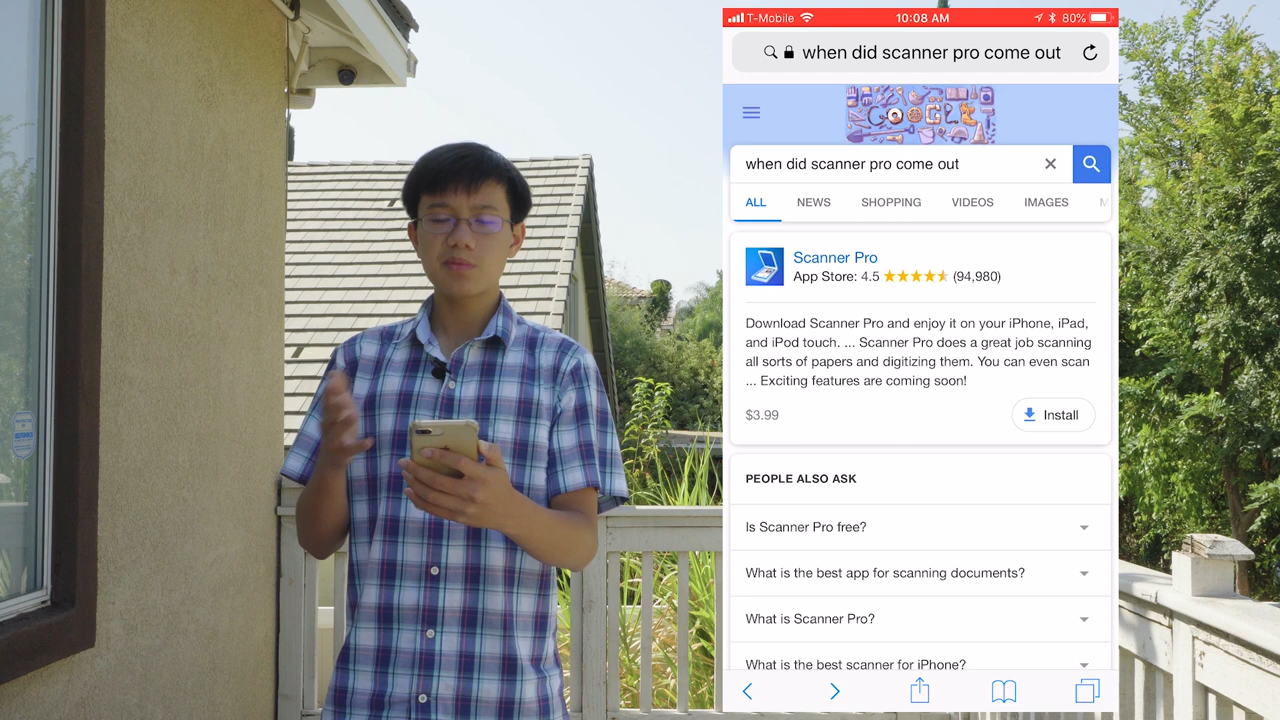 T-Mobile
10:08 AM
80%
when did scanner pro come out
GOOGLE
when did scanner pro come out
ALL NEWS SHOPPING VIDEOS IMAGES M
Scanner Pro
App Store: 4.5 (94,980)
Download Scanner Pro and enjoy it on your iPhone, iPad,
and iPod touch. ... Scanner Pro does a great job scanning
all sorts of papers and digitizing them. You can even scan
... Exciting features are coming soon!
$3.99
Install
PEOPLE ALSO ASK
Is Scanner Pro free?
What is the best app for scanning documents?
What is Scanner Pro?
What is the best scanner for iPhone?